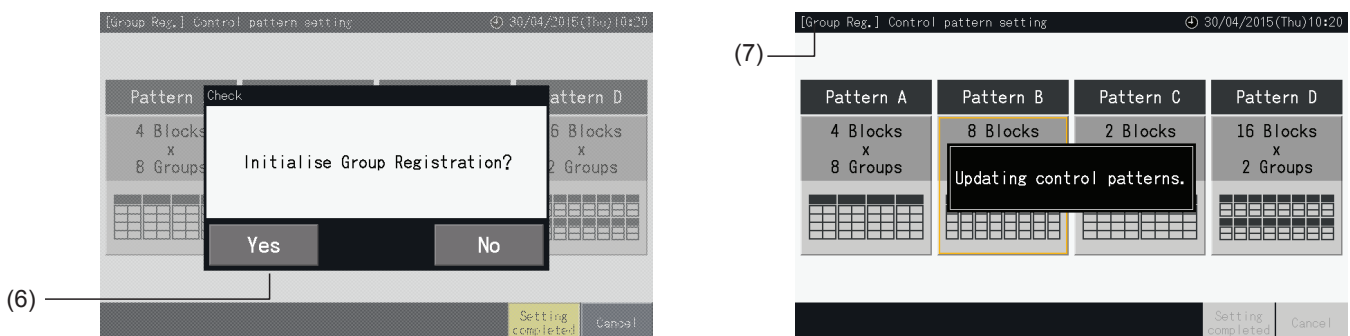 [Group Reg.] Control pattern setting 30/04/2015(Thu)10:20
Pattern
attern D
Check
4 Blocks
x
8 Groups
6 Blocks
x
2 Groups
Initialise Group Registration?
Yes
No
(6)
Setting
completed
Cancel
[Group Reg.] Control pattern setting 30/04/2015(Thu)10:20
(7)
Pattern A
Pattern B
Pattern C
Pattern D
4 Blocks
x
8 Groups
8 Blocks
2 Blocks
16 Blocks
x
2 Groups
Updating control patterns.
Setting
completed
Cancel